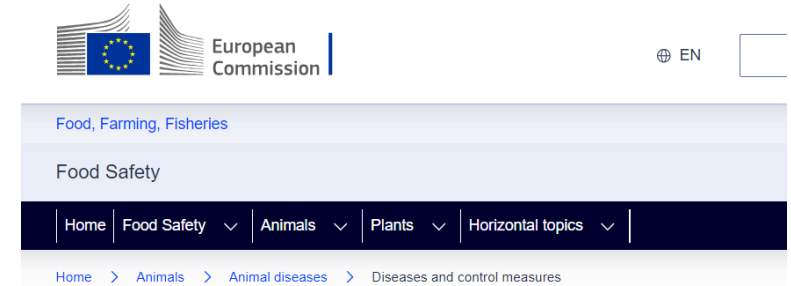 European
Commission
EN
Food, Farming, Fisheries
Food Safety
Home Food Safety Animals Plants Horizontal topics
Home > Animals > Animal diseases > Diseases and control measures